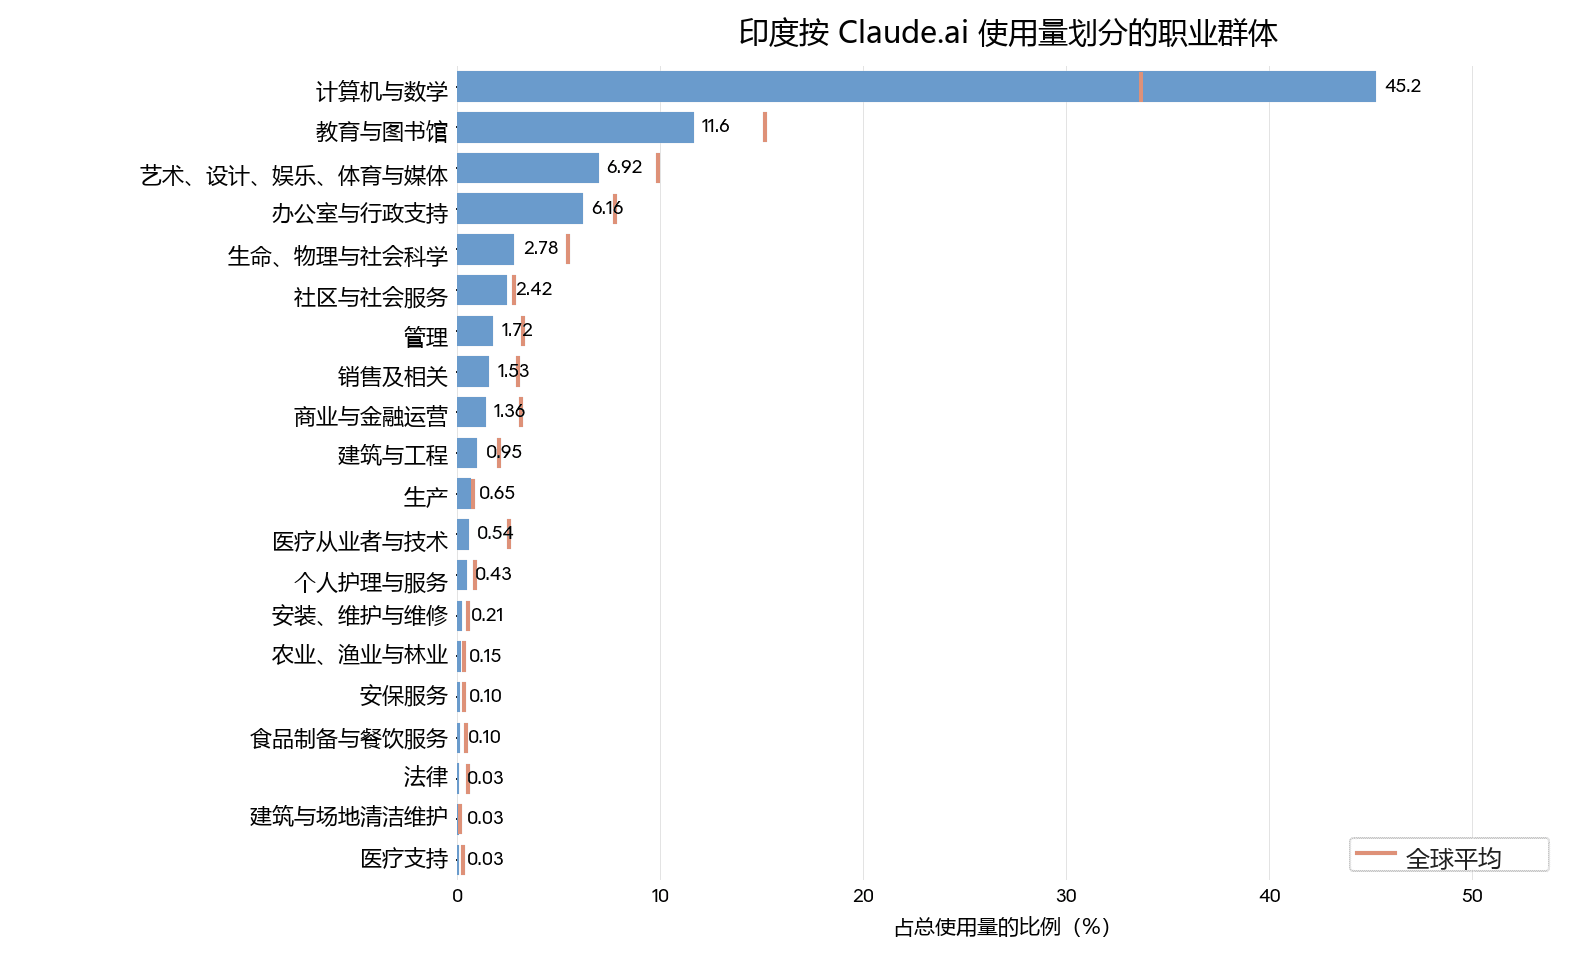 印度按 Claude.ai 使用量划分的职业群体
计算机与数学 45.2
教育与图书馆 11.6
艺术、设计、娱乐、体育与媒体 6.92
办公室与行政支持 6.16
生命、物理与社会科学 2.78
社区与社会服务 2.42
管理 1.72
销售及相关 1.53
商业与金融运营 1.36
建筑与工程 0.95
生产 0.65
医疗从业者与技术 0.54
个人护理与服务 0.43
安装、维护与维修 0.21
农业、渔业与林业 0.15
安保服务 0.10
食品制备与餐饮服务 0.10
法律 0.03
建筑与场地清洁维护 0.03
医疗支持 0.03
全球平均
0 10 20 30 40 50
占总使用量的比例（%）